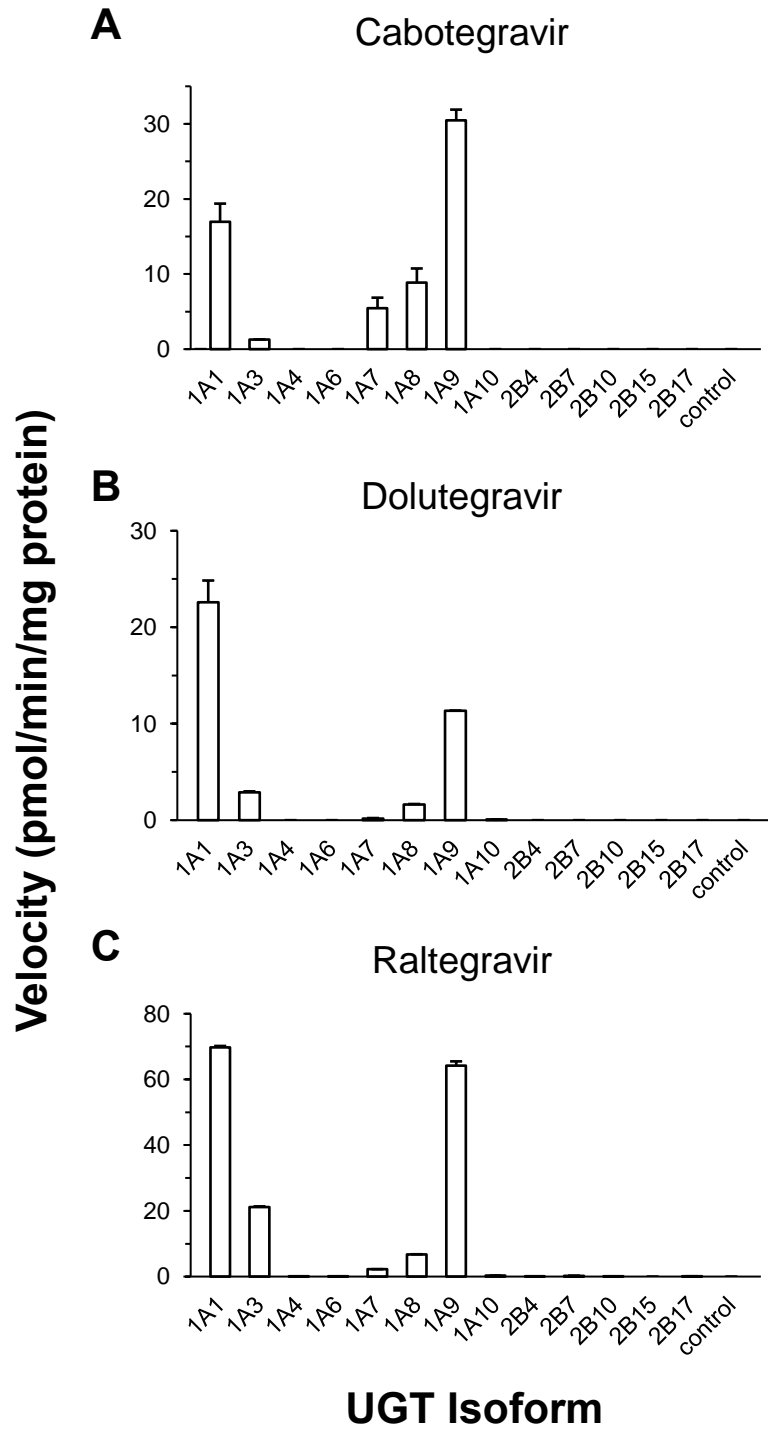 A
Cabotegravir
30
20
10
0
1A1 1A3 1A4 1A6 1A7 1A8 1A9 1A10 2B4 2B7 2B10 2B15 2B17 control
B
Dolutegravir
30
20
10
0
1A1 1A3 1A4 1A6 1A7 1A8 1A9 1A10 2B4 2B7 2B10 2B15 2B17 control
C
Raltegravir
80
60
40
20
0
1A1 1A3 1A4 1A6 1A7 1A8 1A9 1A10 2B4 2B7 2B10 2B15 2B17 control
Velocity (pmol/min/mg protein)
UGT Isoform